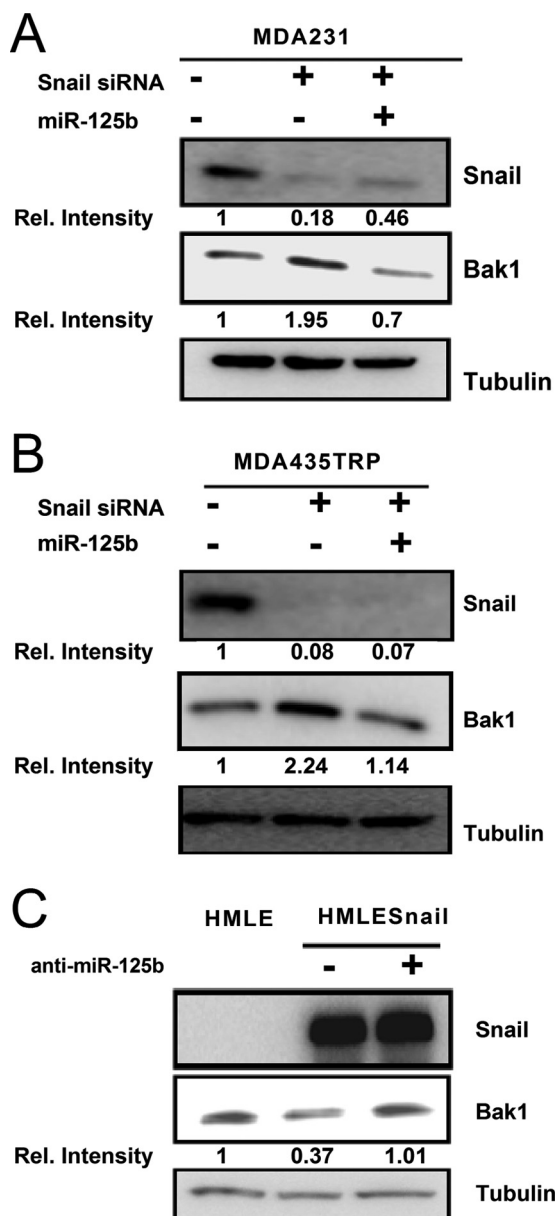 A
MDA231
Snail siRNA - + +
miR-125b - - +
Snail
Rel. Intensity 1 0.18 0.46
Bak1
Rel. Intensity 1 1.95 0.7
Tubulin
B
MDA435TRP
Snail siRNA - + +
miR-125b - - +
Snail
Rel. Intensity 1 0.08 0.07
Bak1
Rel. Intensity 1 2.24 1.14
Tubulin
C
HMLE HMLESnail
anti-miR-125b - +
Snail
Bak1
Rel. Intensity 1 0.37 1.01
Tubulin